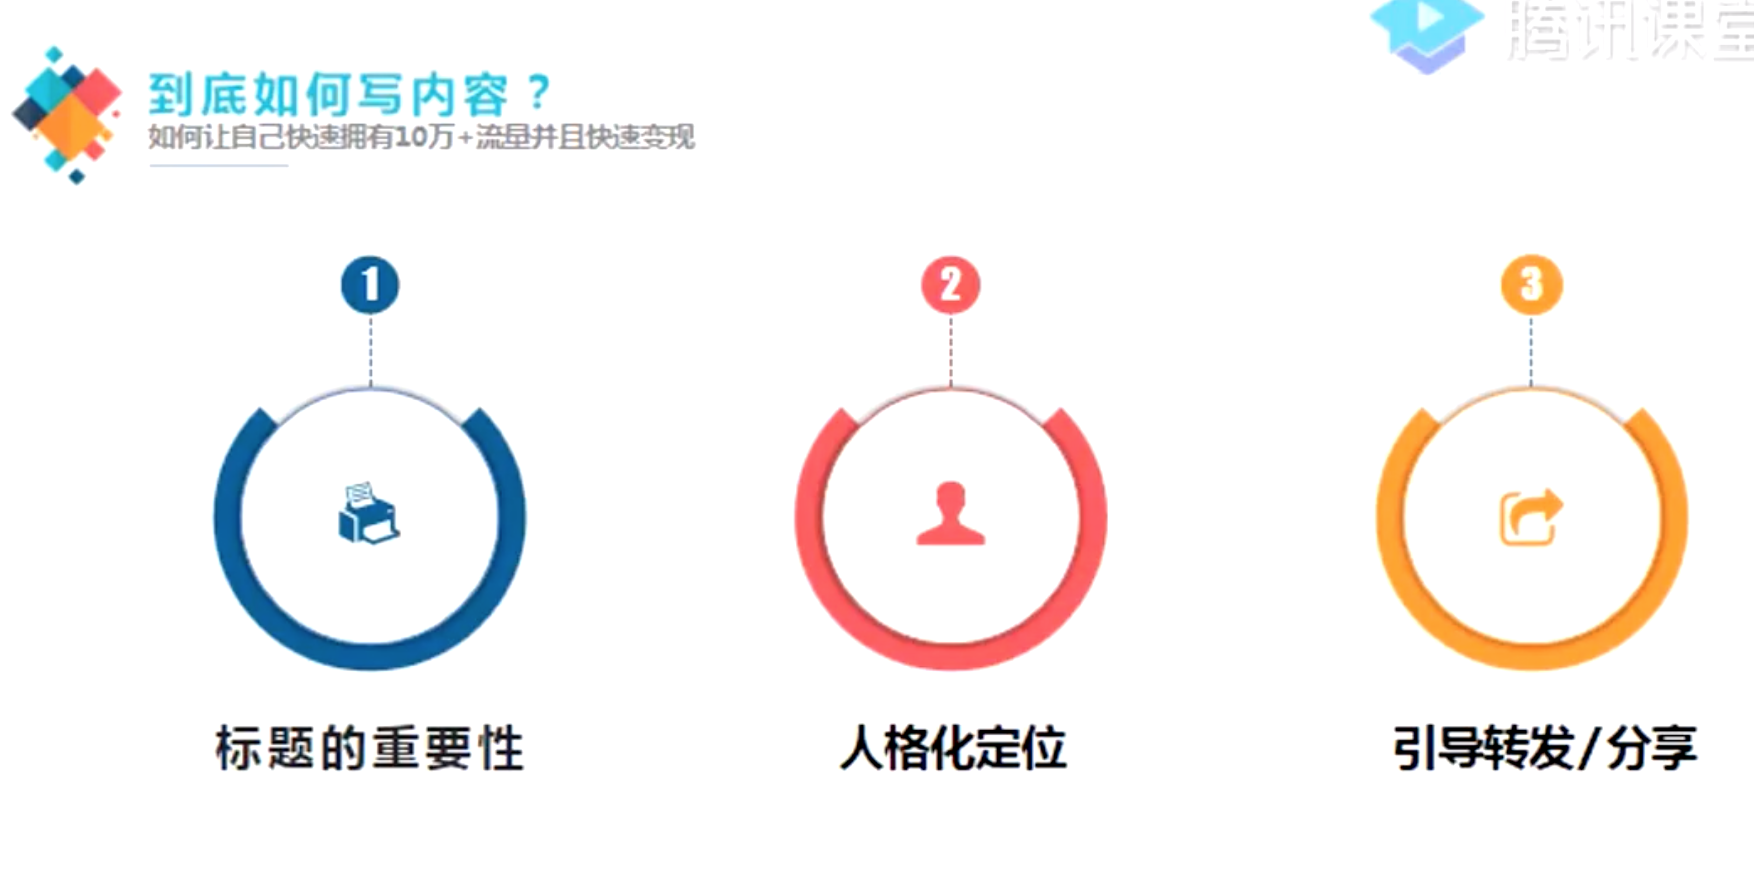 腾讯课堂
到底如何写内容？
如何让自己快速拥有10万+流量并且快速变现
1
2
3
标题的重要性
人格化定位
引导转发/分享